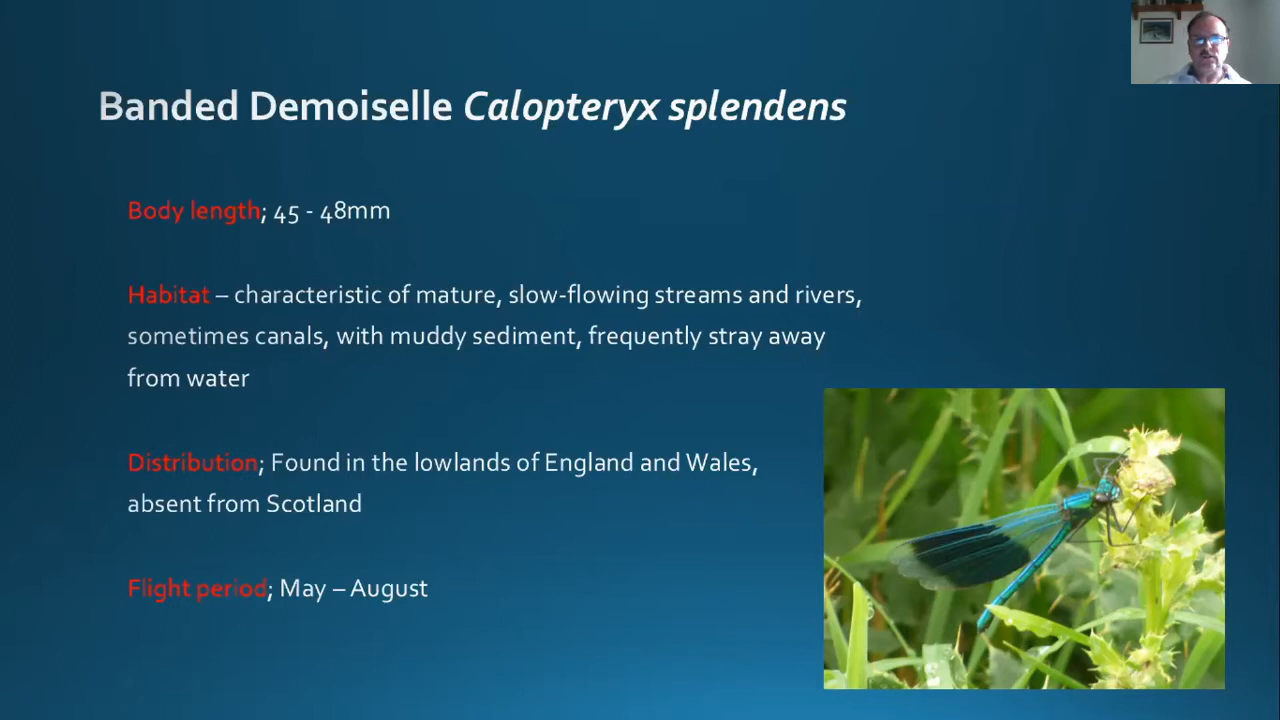 Banded Demoiselle Calopteryx splendens
Body length; 45 - 48mm
Habitat – characteristic of mature, slow-flowing streams and rivers,
sometimes canals, with muddy sediment, frequently stray away
from water
Distribution; Found in the lowlands of England and Wales,
absent from Scotland
Flight period; May – August